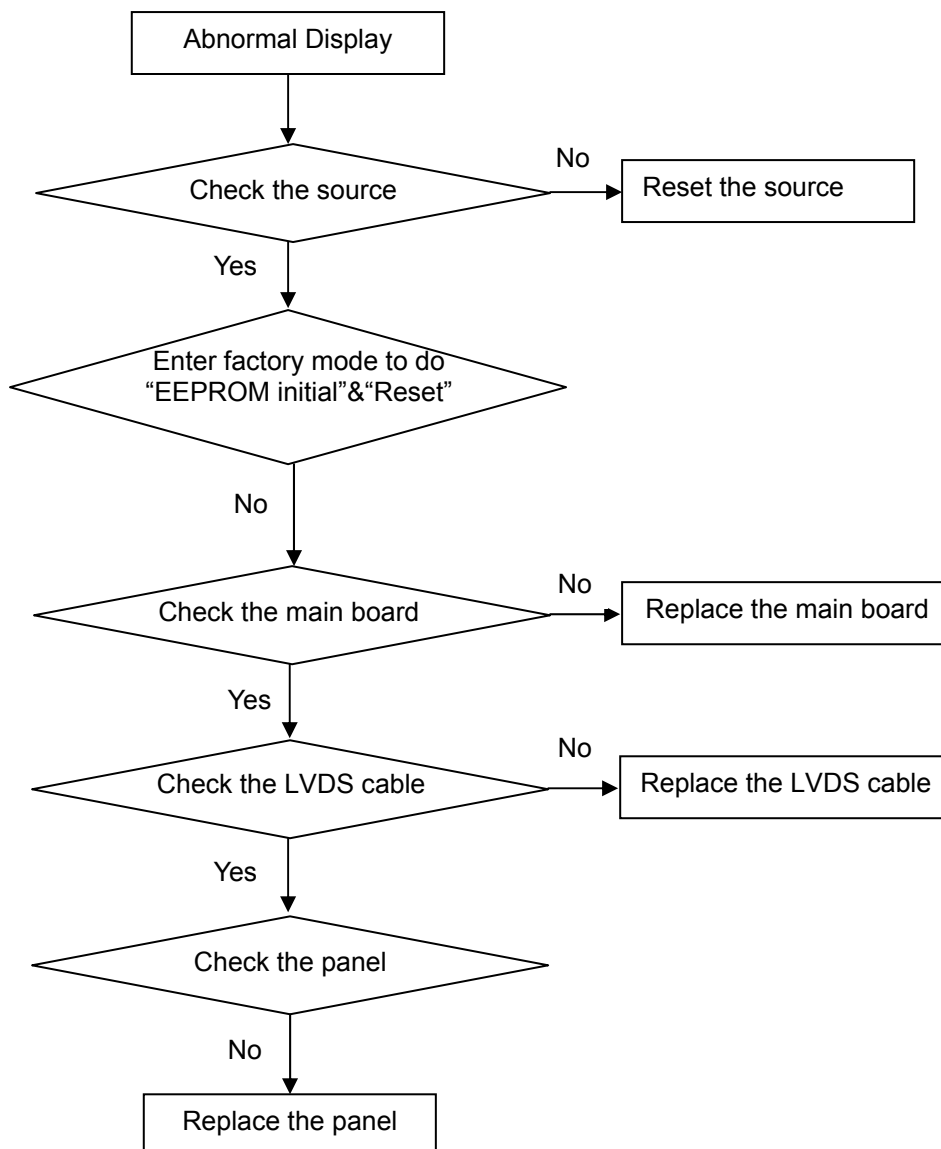 Abnormal Display
No
Check the source
Reset the source
Yes
Enter factory mode to do
“EEPROM initial”&“Reset”
No
No
Check the main board
Replace the main board
Yes
No
Check the LVDS cable
Replace the LVDS cable
Yes
Check the panel
No
Replace the panel